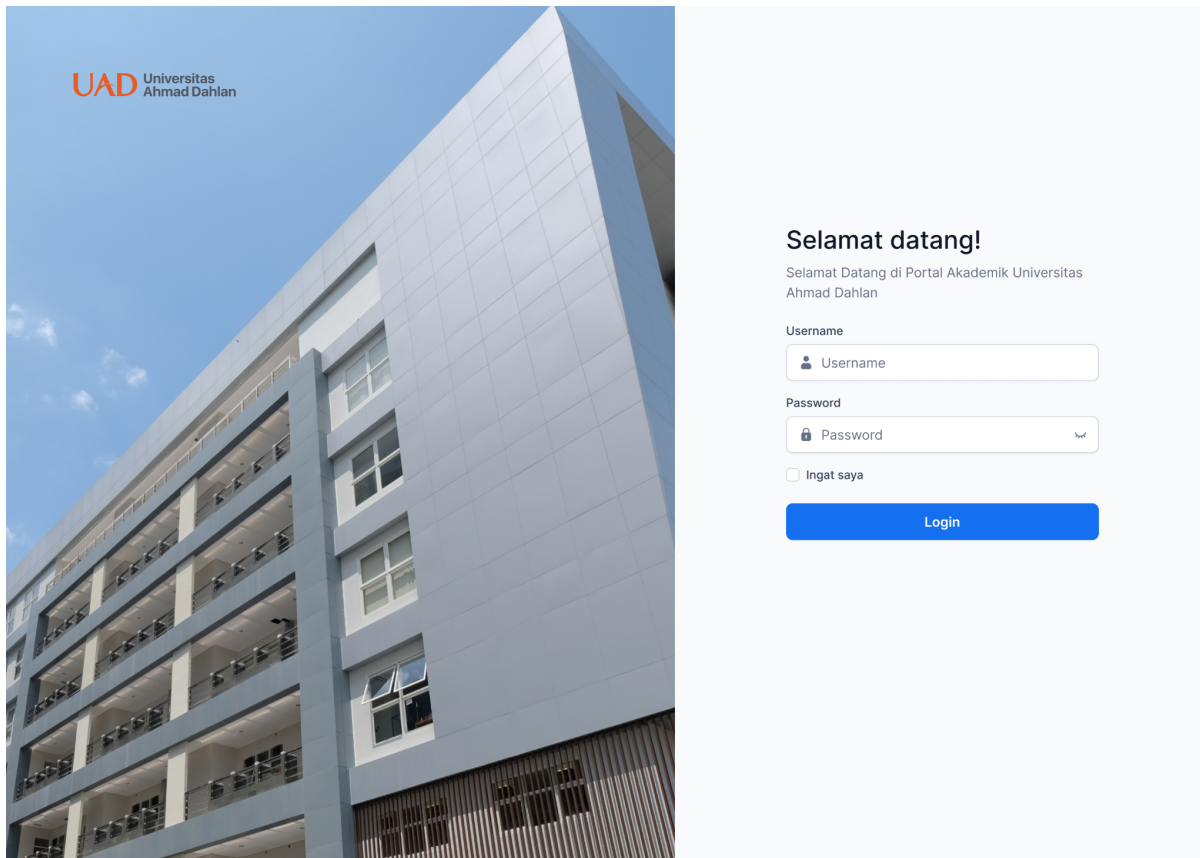 UAD Universitas
Ahmad Dahlan
Selamat datang!
Selamat Datang di Portal Akademik Universitas
Ahmad Dahlan
Username
Username
Password
Password
Ingat saya
Login